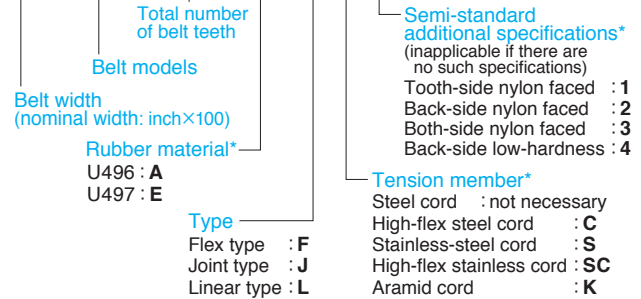 Total number
of belt teeth
Belt models
Belt width
(nominal width: inch×100)
Rubber material*
U496 : A
U497 : E
Type
Flex type : F
Joint type : J
Linear type : L
Semi-standard
additional specifications*
(inapplicable if there are
no such specifications)
Tooth-side nylon faced : 1
Back-side nylon faced : 2
Both-side nylon faced : 3
Back-side low-hardness : 4
Tension member*
Steel cord : not necessary
High-flex steel cord : C
Stainless-steel cord : S
High-flex stainless cord : SC
Aramid cord : K